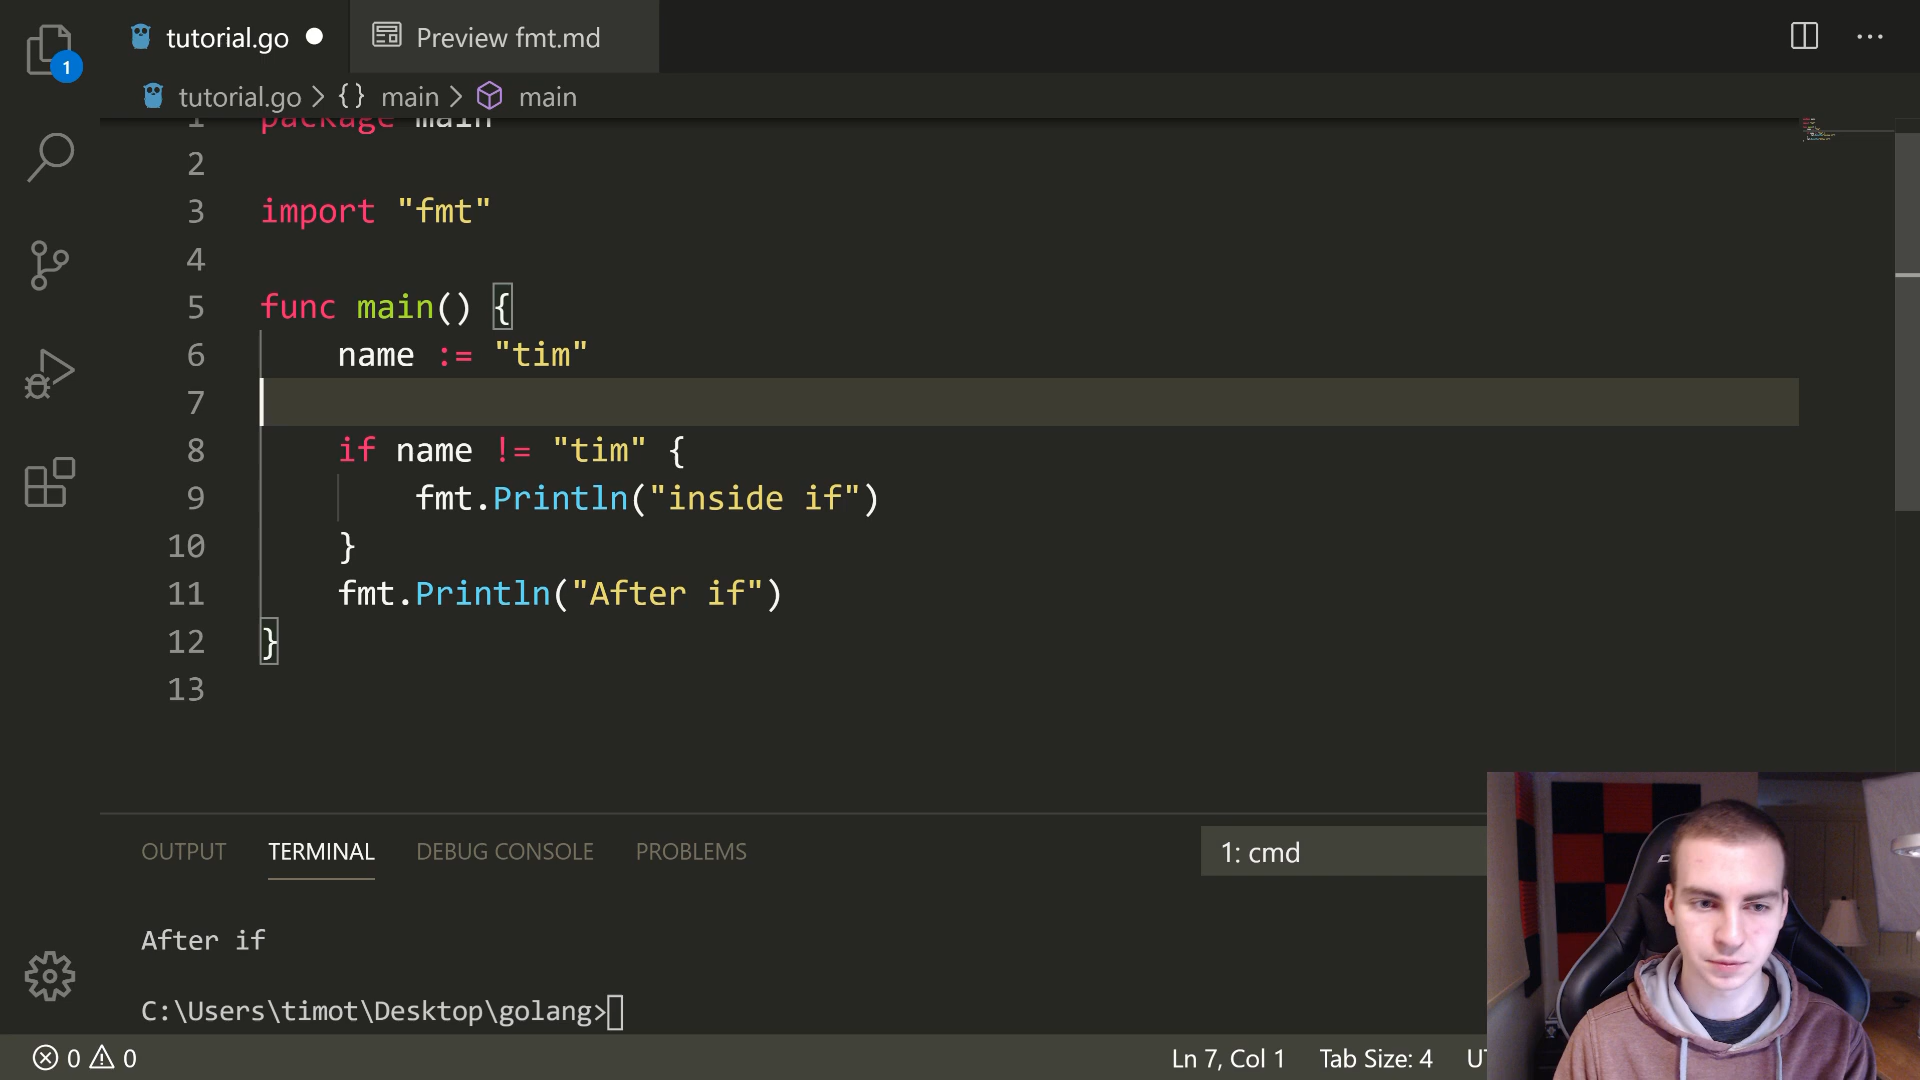 tutorial.go
Preview fmt.md
1
tutorial.go > {} main > main
1 package main
2
3 import "fmt"
4
5 func main() {
6 name := "tim"
7
8 if name != "tim" {
9 fmt.Println("inside if")
10 }
11 fmt.Println("After if")
12 }
13
OUTPUT TERMINAL DEBUG CONSOLE PROBLEMS 1: cmd
After if
C:\Users\timot\Desktop\golang>
0 0 Ln 7, Col 1 Tab Size: 4